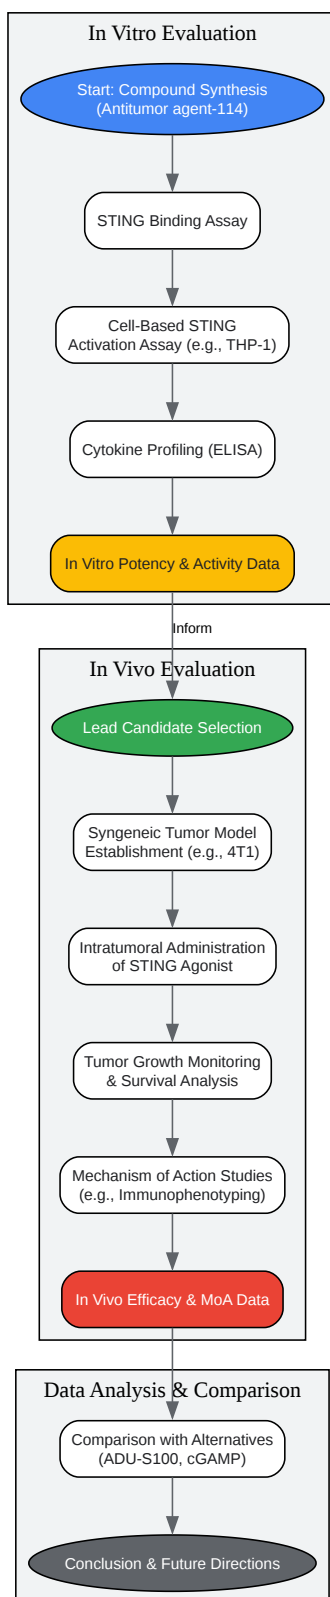 In Vitro Evaluation
Start: Compound Synthesis
(Antitumor agent-114)
STING Binding Assay
Cell-Based STING
Activation Assay (e.g., THP-1)
Cytokine Profiling (ELISA)
In Vitro Potency & Activity Data
Inform
In Vivo Evaluation
Lead Candidate Selection
Syngeneic Tumor Model
Establishment (e.g., 4T1)
Intratumoral Administration
of STING Agonist
Tumor Growth Monitoring
& Survival Analysis
Mechanism of Action Studies
(e.g., Immunophenotyping)
In Vivo Efficacy & MoA Data
Data Analysis & Comparison
Comparison with Alternatives
(ADU-S100, cGAMP)
Conclusion & Future Directions